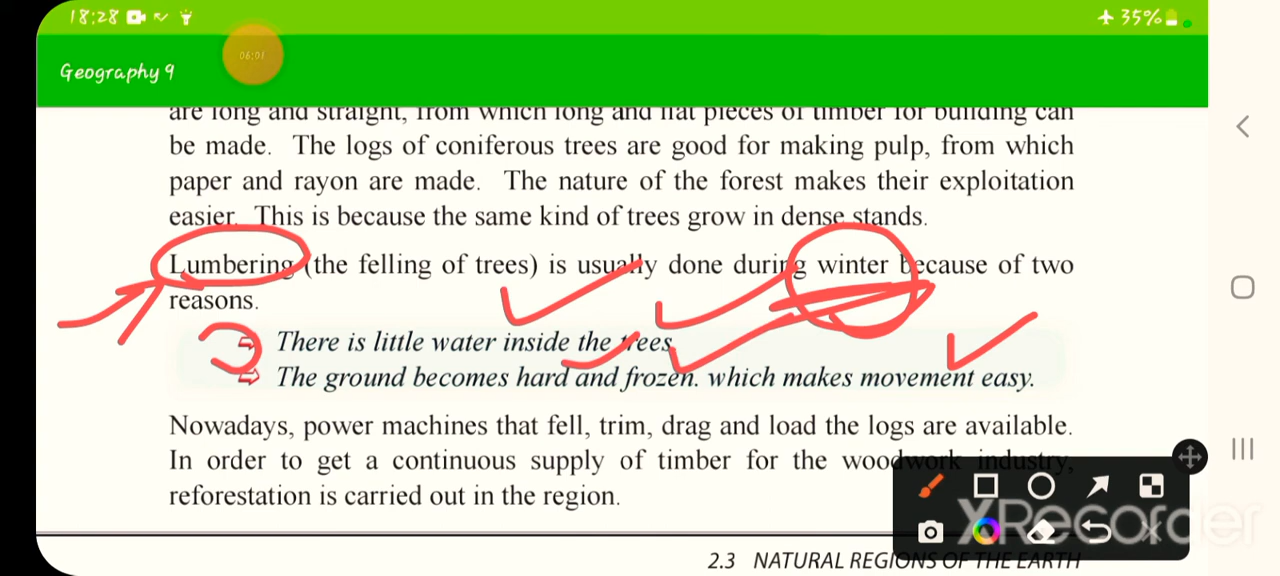 18:28
35%
06:01
Geography 9
are long and straight, from which long and flat pieces of timber for building can
be made. The logs of coniferous trees are good for making pulp, from which
paper and rayon are made. The nature of the forest makes their exploitation
easier. This is because the same kind of trees grow in dense stands.
Lumbering (the felling of trees) is usually done during winter because of two
reasons.
There is little water inside the trees
The ground becomes hard and frozen. which makes movement easy.
Nowadays, power machines that fell, trim, drag and load the logs are available.
In order to get a continuous supply of timber for the woodwork industry,
reforestation is carried out in the region.
XRecorder
2.3 NATURAL REGIONS OF THE EARTH